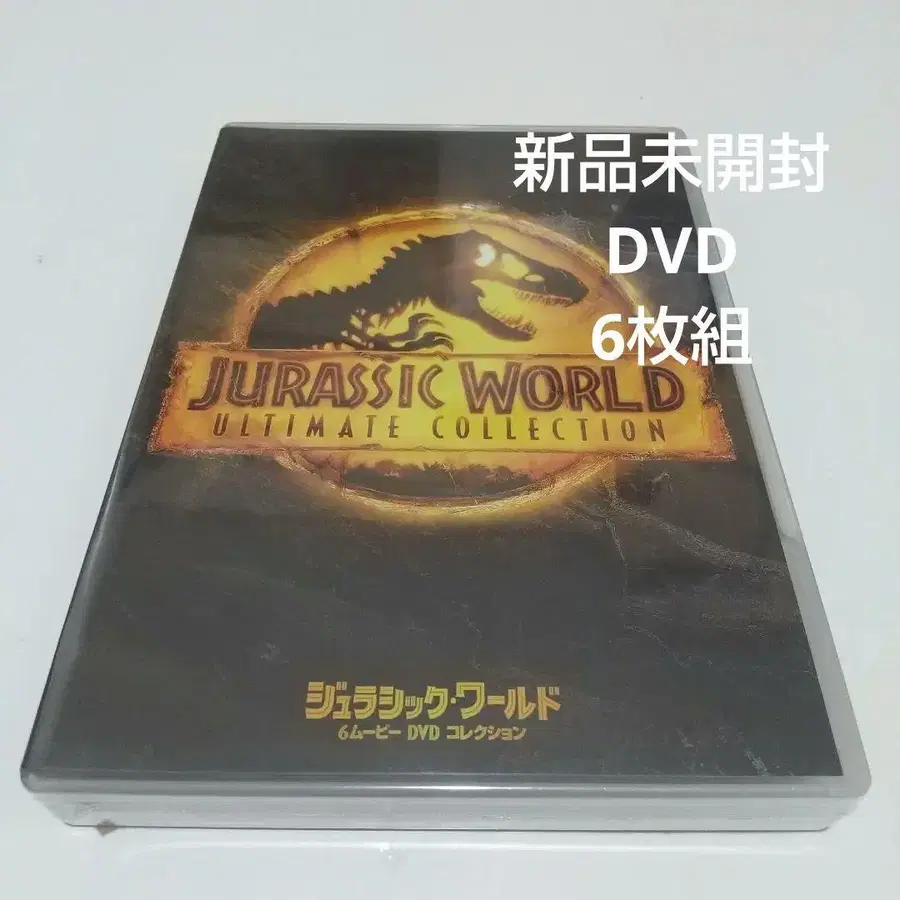 新品未開封
DVD
6枚組
JURASSIC WORLD
ULTIMATE COLLECTION
ジュラシック・ワールド
6ムービー DVD コレクション